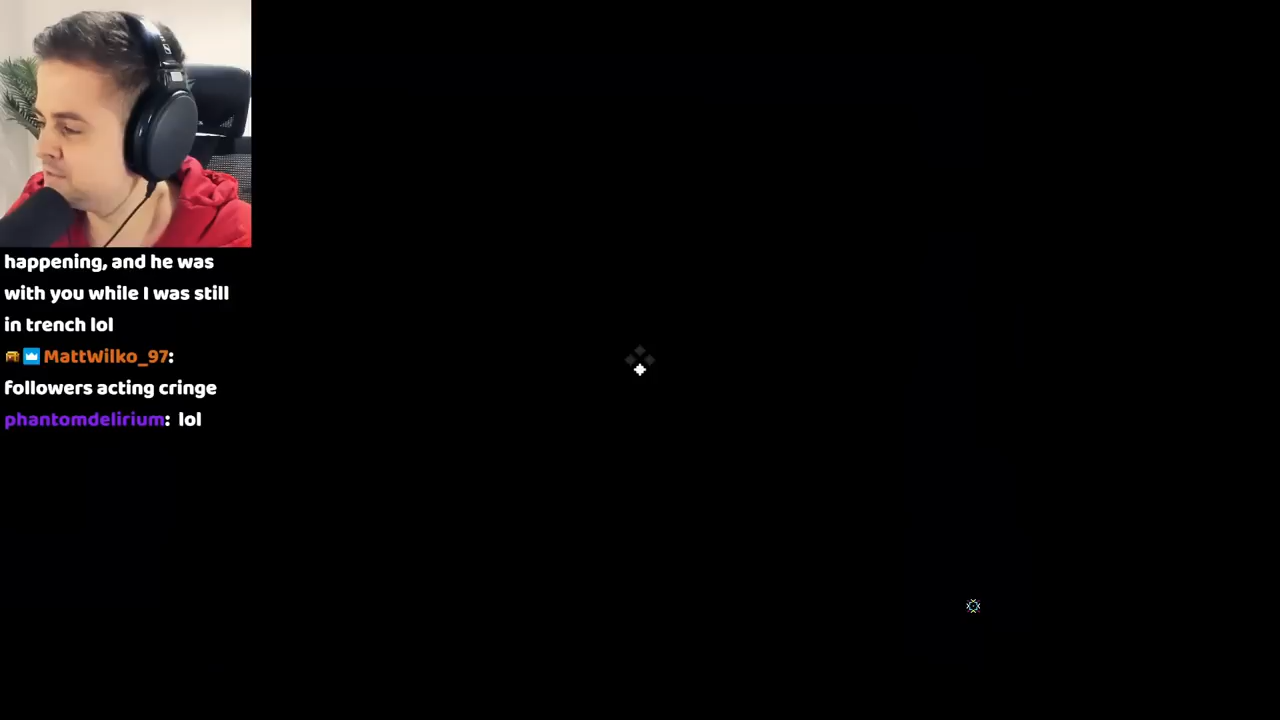 happening, and he was
with you while I was still
in trench lol
MattWilko_97:
followers acting cringe
phantomdelirium: lol